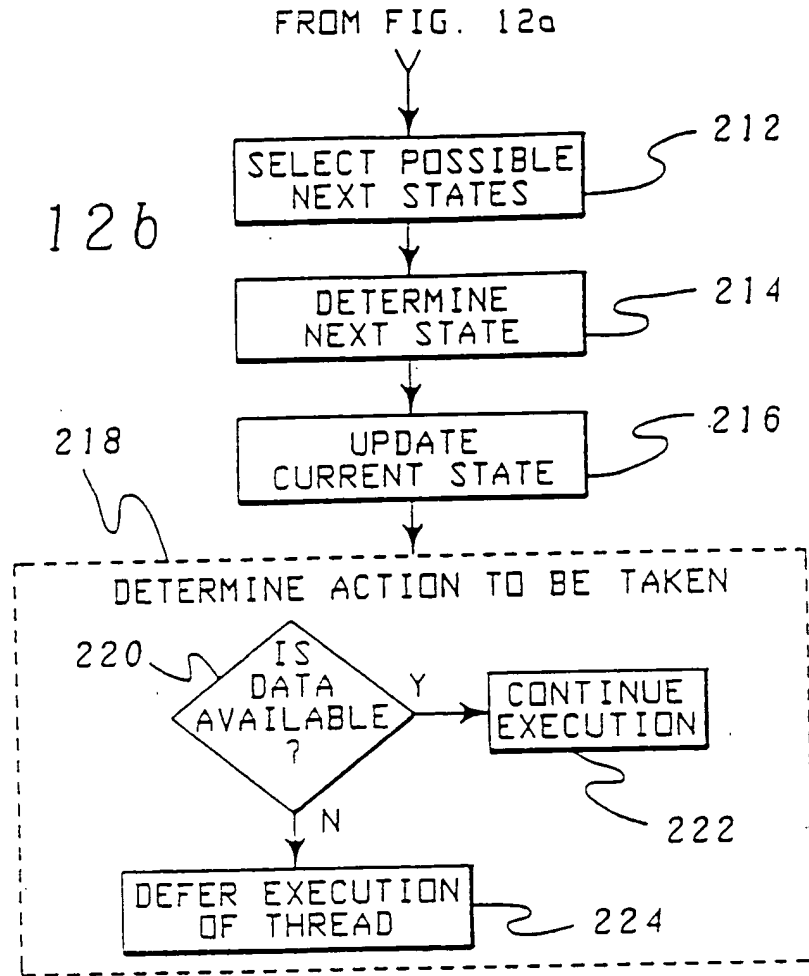 FROM FIG. 12a
SELECT POSSIBLE
NEXT STATES
212
12b
DETERMINE
NEXT STATE
214
UPDATE
CURRENT STATE
216
218
DETERMINE ACTION TO BE TAKEN
220
IS
DATA
AVAILABLE
?
Y
CONTINUE
EXECUTION
222
N
DEFER EXECUTION
OF THREAD
224